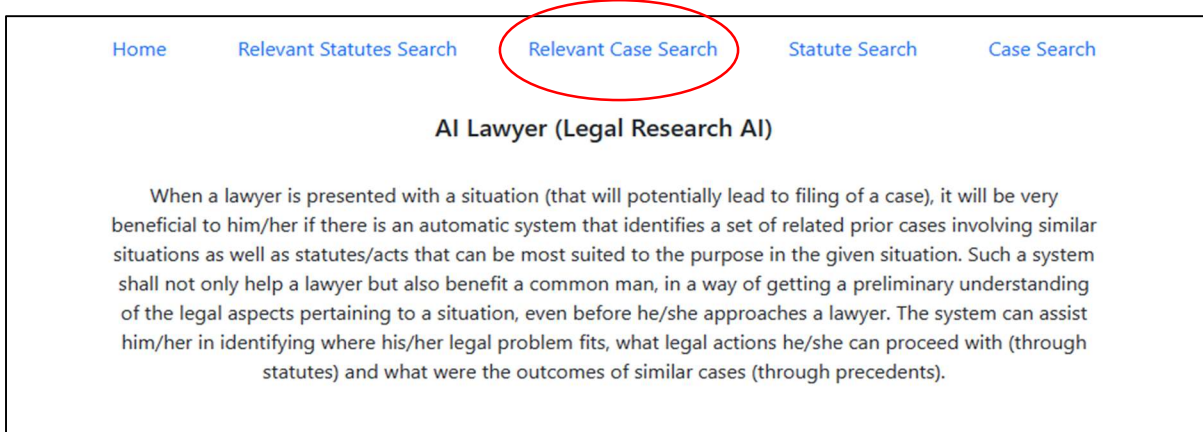 Home Relevant Statutes Search Relevant Case Search Statute Search Case Search
AI Lawyer (Legal Research AI)
When a lawyer is presented with a situation (that will potentially lead to filing of a case), it will be very
beneficial to him/her if there is an automatic system that identifies a set of related prior cases involving similar
situations as well as statutes/acts that can be most suited to the purpose in the given situation. Such a system
shall not only help a lawyer but also benefit a common man, in a way of getting a preliminary understanding
of the legal aspects pertaining to a situation, even before he/she approaches a lawyer. The system can assist
him/her in identifying where his/her legal problem fits, what legal actions he/she can proceed with (through
statutes) and what were the outcomes of similar cases (through precedents).